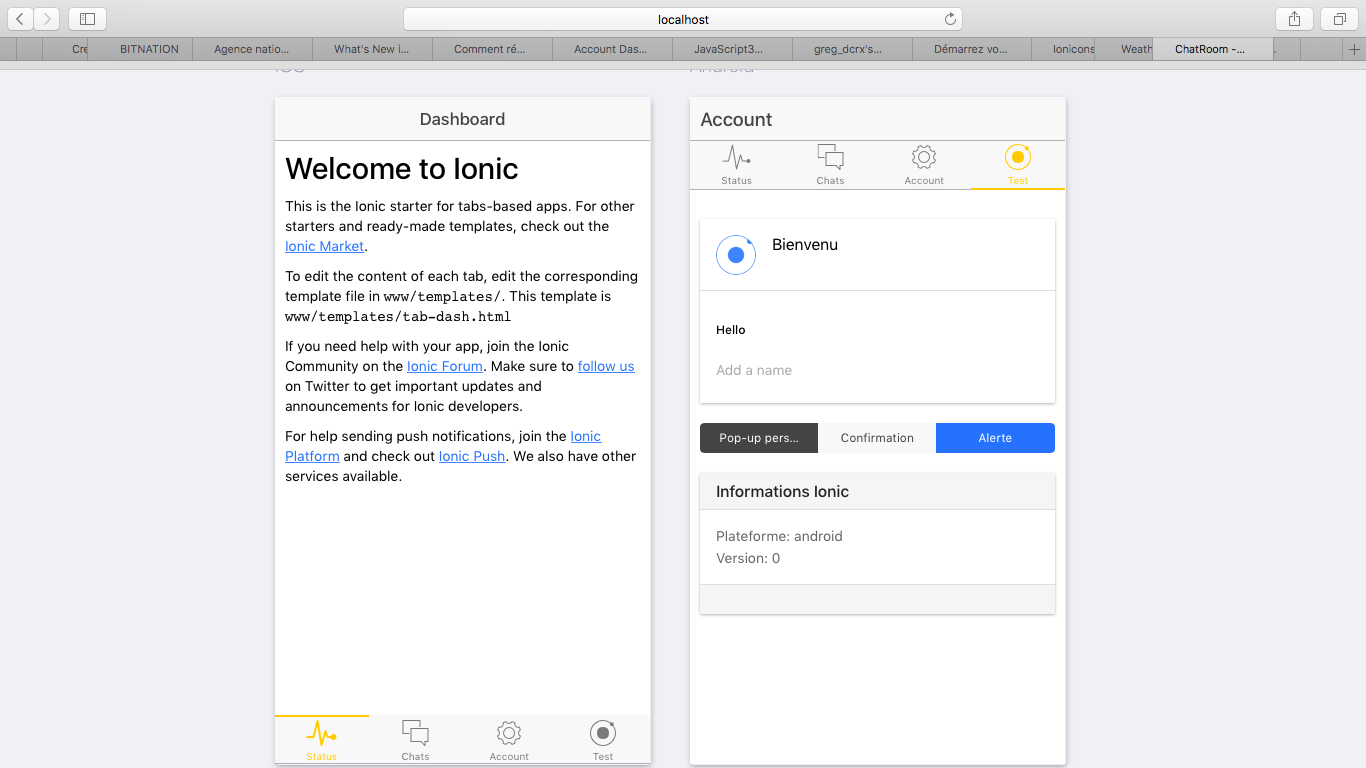 localhost
Cre
BITNATION
Agence natio...
What's New i...
Comment ré...
Account Das...
JavaScript3...
greg_dcrx's...
Démarrez vo...
Ionicons
Weath
ChatRoom -...
iOS
Android
Dashboard
Welcome to Ionic
This is the Ionic starter for tabs-based apps. For other
starters and ready-made templates, check out the
Ionic Market.
To edit the content of each tab, edit the corresponding
template file in www/templates/. This template is
www/templates/tab-dash.html
If you need help with your app, join the Ionic
Community on the Ionic Forum. Make sure to follow us
on Twitter to get important updates and
announcements for Ionic developers.
For help sending push notifications, join the Ionic
Platform and check out Ionic Push. We also have other
services available.
Status
Chats
Account
Test
Account
Status
Chats
Account
Test
Bienvenu
Hello
Add a name
Pop-up pers...
Confirmation
Alerte
Informations Ionic
Plateforme: android
Version: 0